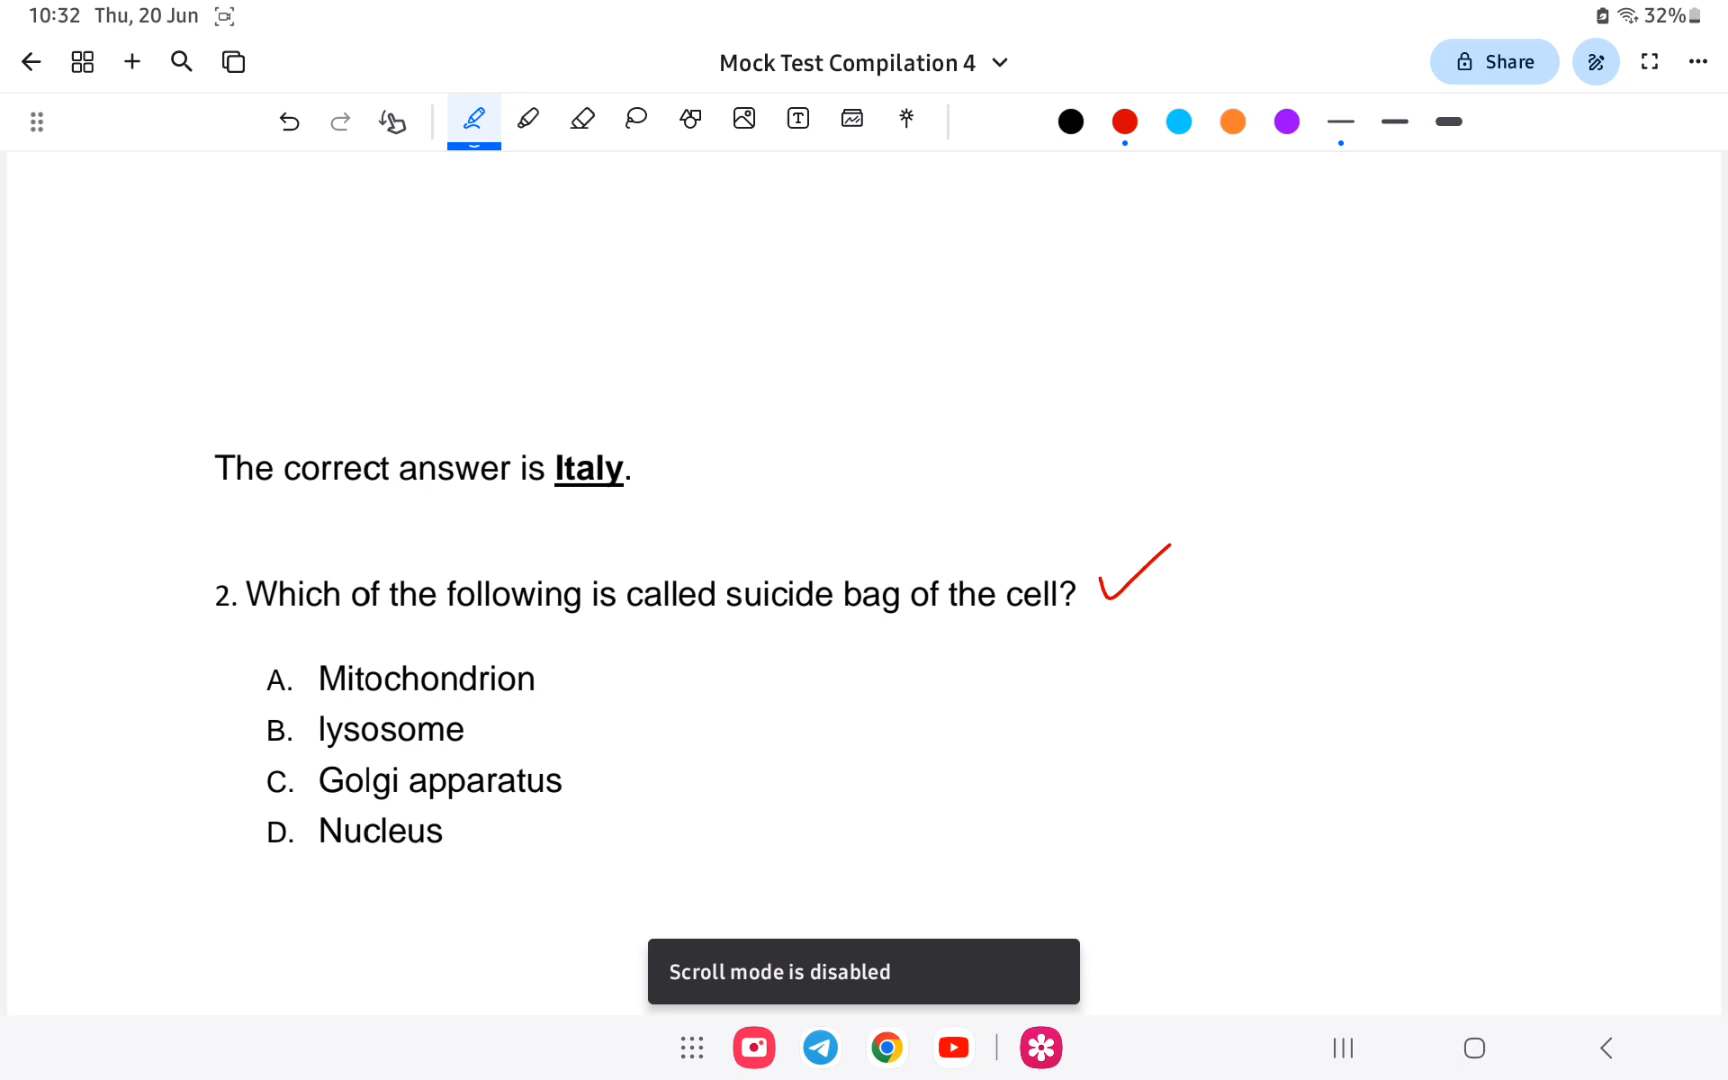 10:32 Thu, 20 Jun 32%
Mock Test Compilation 4
Share
The correct answer is Italy.
2. Which of the following is called suicide bag of the cell?
A. Mitochondrion
B. lysosome
C. Golgi apparatus
D. Nucleus
Scroll mode is disabled